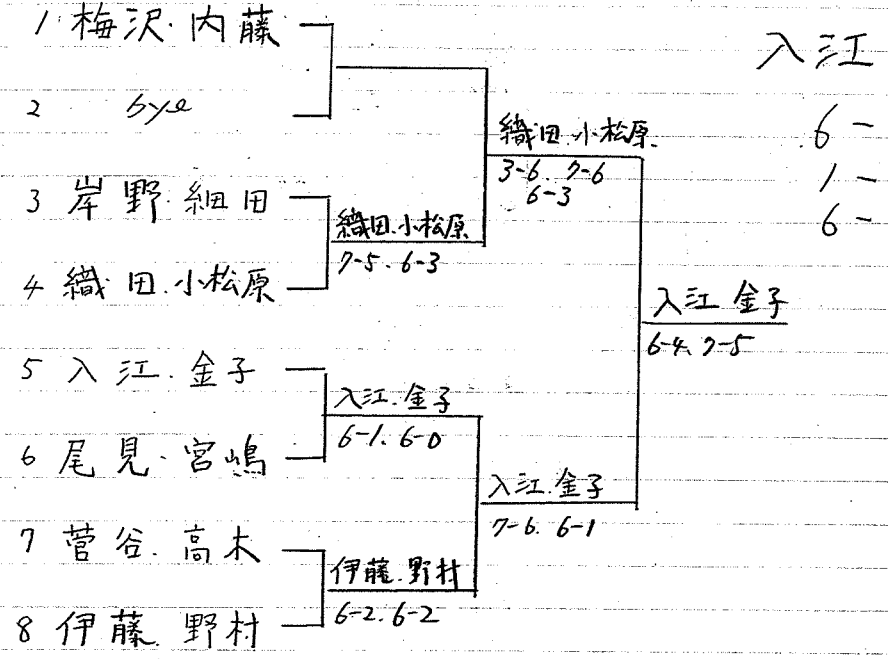 1 梅沢・内藤
2 bye
3 岸野・細田
4 織田・小松原
5 入江・金子
6 尾見・宮嶋
7 菅谷・高木
8 伊藤・野村
織田・小松原
7-5. 6-3
入江・金子
6-1. 6-0
伊藤・野村
6-2. 6-2
織田・小松原
3-6. 7-6
6-3
入江・金子
7-6. 6-1
入江 金子
6-4. 7-5
入江
6-
1-
6-